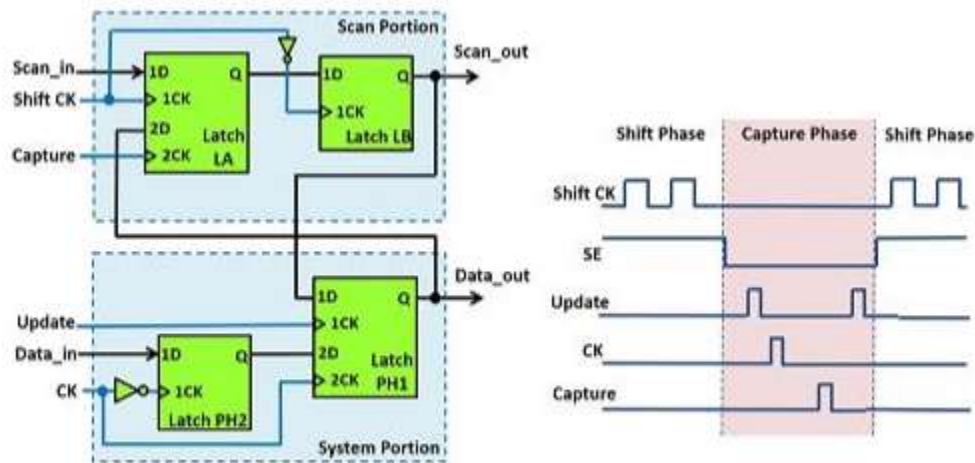 Scan Portion
Scan_in
1D
Q
1D
Q
Scan_out
Shift CK
1CK
1CK
2D
Latch
LA
Latch LB
Capture
2CK
Data_out
1D
Q
Update
1CK
Data_in
1D
Q
2D
Latch
PH1
CK
1CK
2CK
Latch PH2
System Portion
Shift Phase
Capture Phase
Shift Phase
Shift CK
SE
Update
CK
Capture